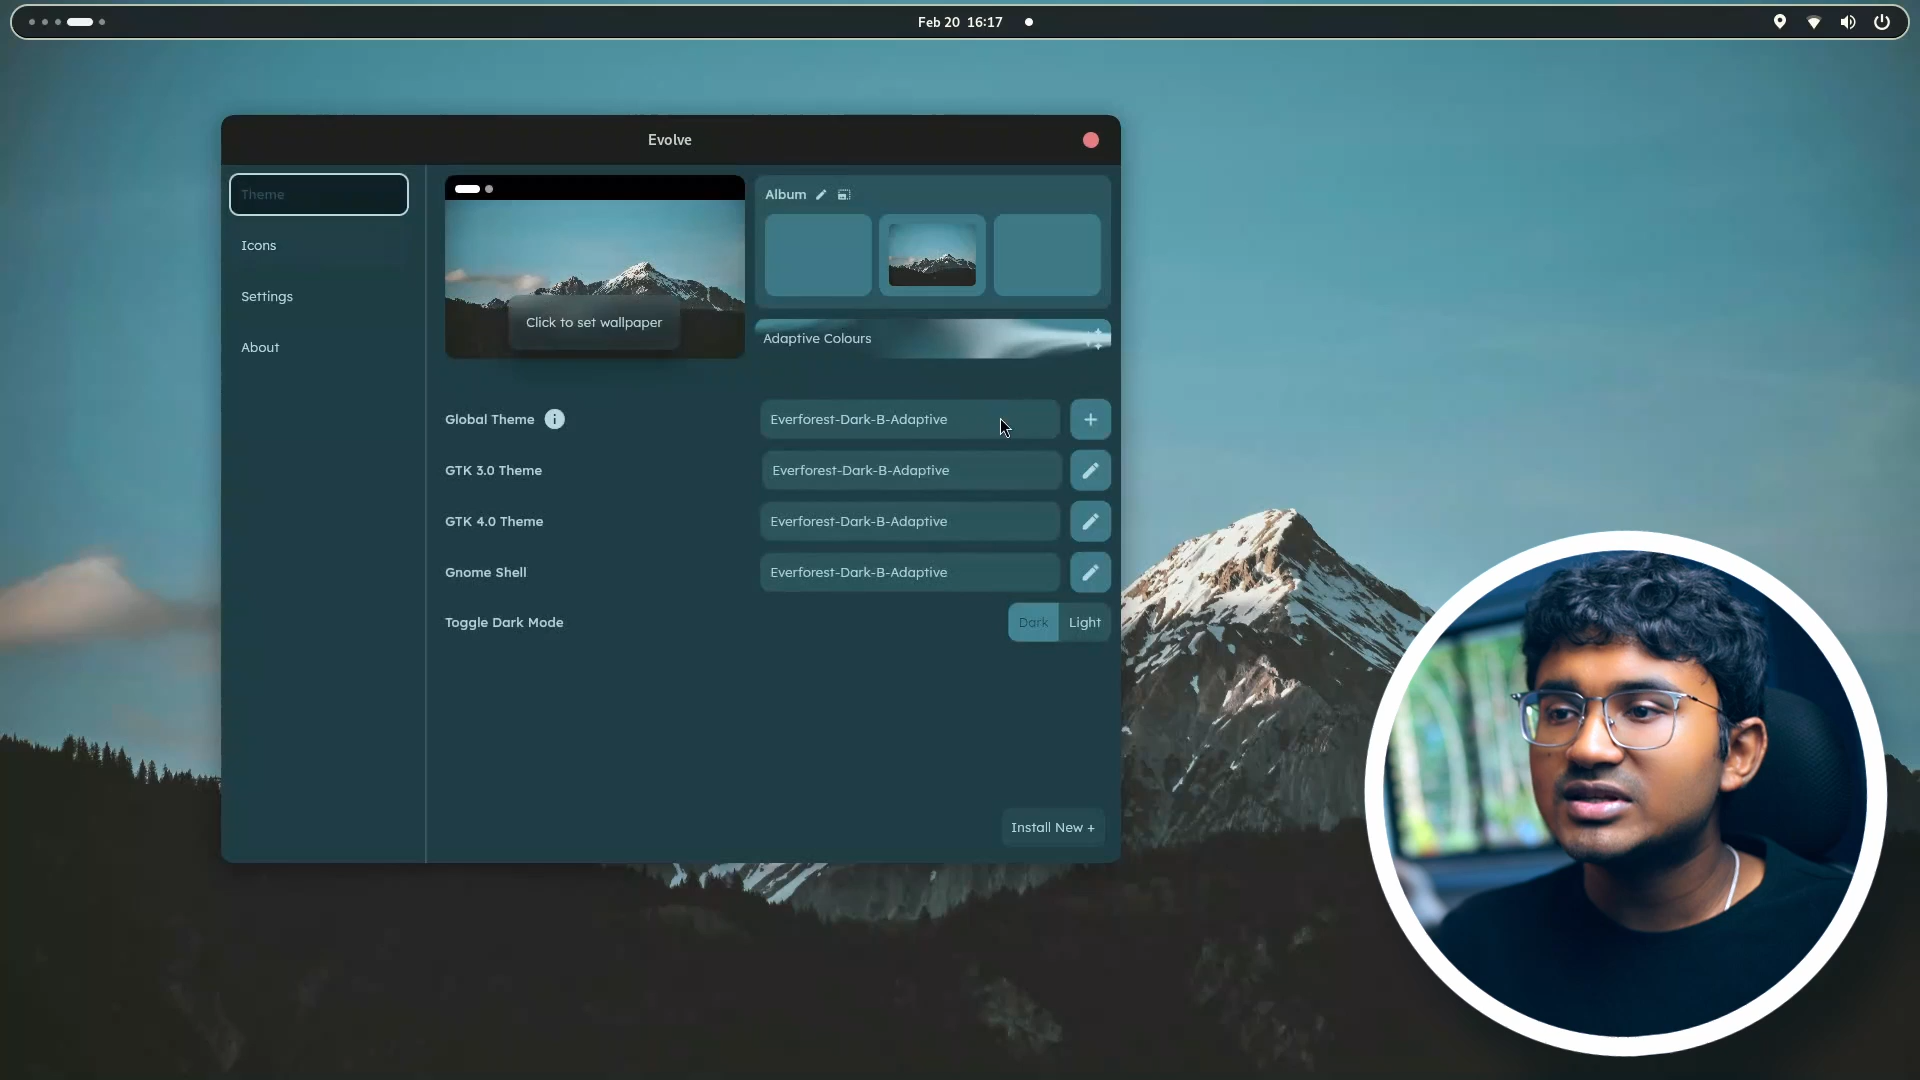 Feb 20 16:17
Evolve
Theme
Icons
Settings
About
Click to set wallpaper
Album
Adaptive Colours
Global Theme
Everforest-Dark-B-Adaptive
GTK 3.0 Theme
Everforest-Dark-B-Adaptive
GTK 4.0 Theme
Everforest-Dark-B-Adaptive
Gnome Shell
Everforest-Dark-B-Adaptive
Toggle Dark Mode
Dark
Light
Install New +